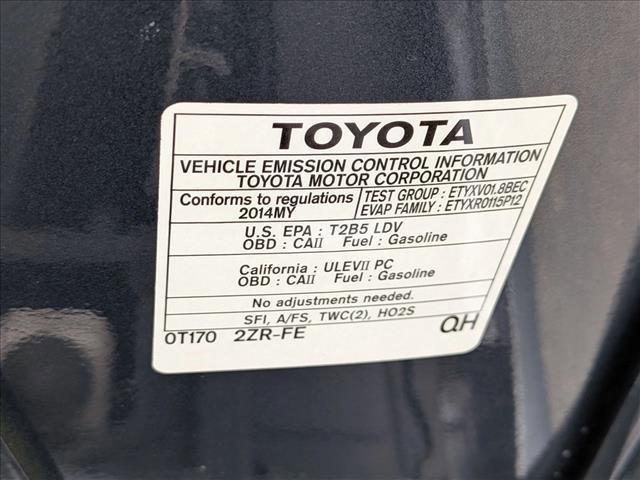 TOYOTA
VEHICLE EMISSION CONTROL INFORMATION
TOYOTA MOTOR CORPORATION
Conforms to regulations
2014MY
TEST GROUP : ETYXV01.8BEC
EVAP FAMILY : ETYXR0115P12
U.S. EPA : T2B5 LDV
OBD : CAII Fuel : Gasoline
California : ULEVII PC
OBD : CAII Fuel : Gasoline
No adjustments needed.
SFI, A/FS, TWC(2), HO2S
0T170 2ZR-FE QH